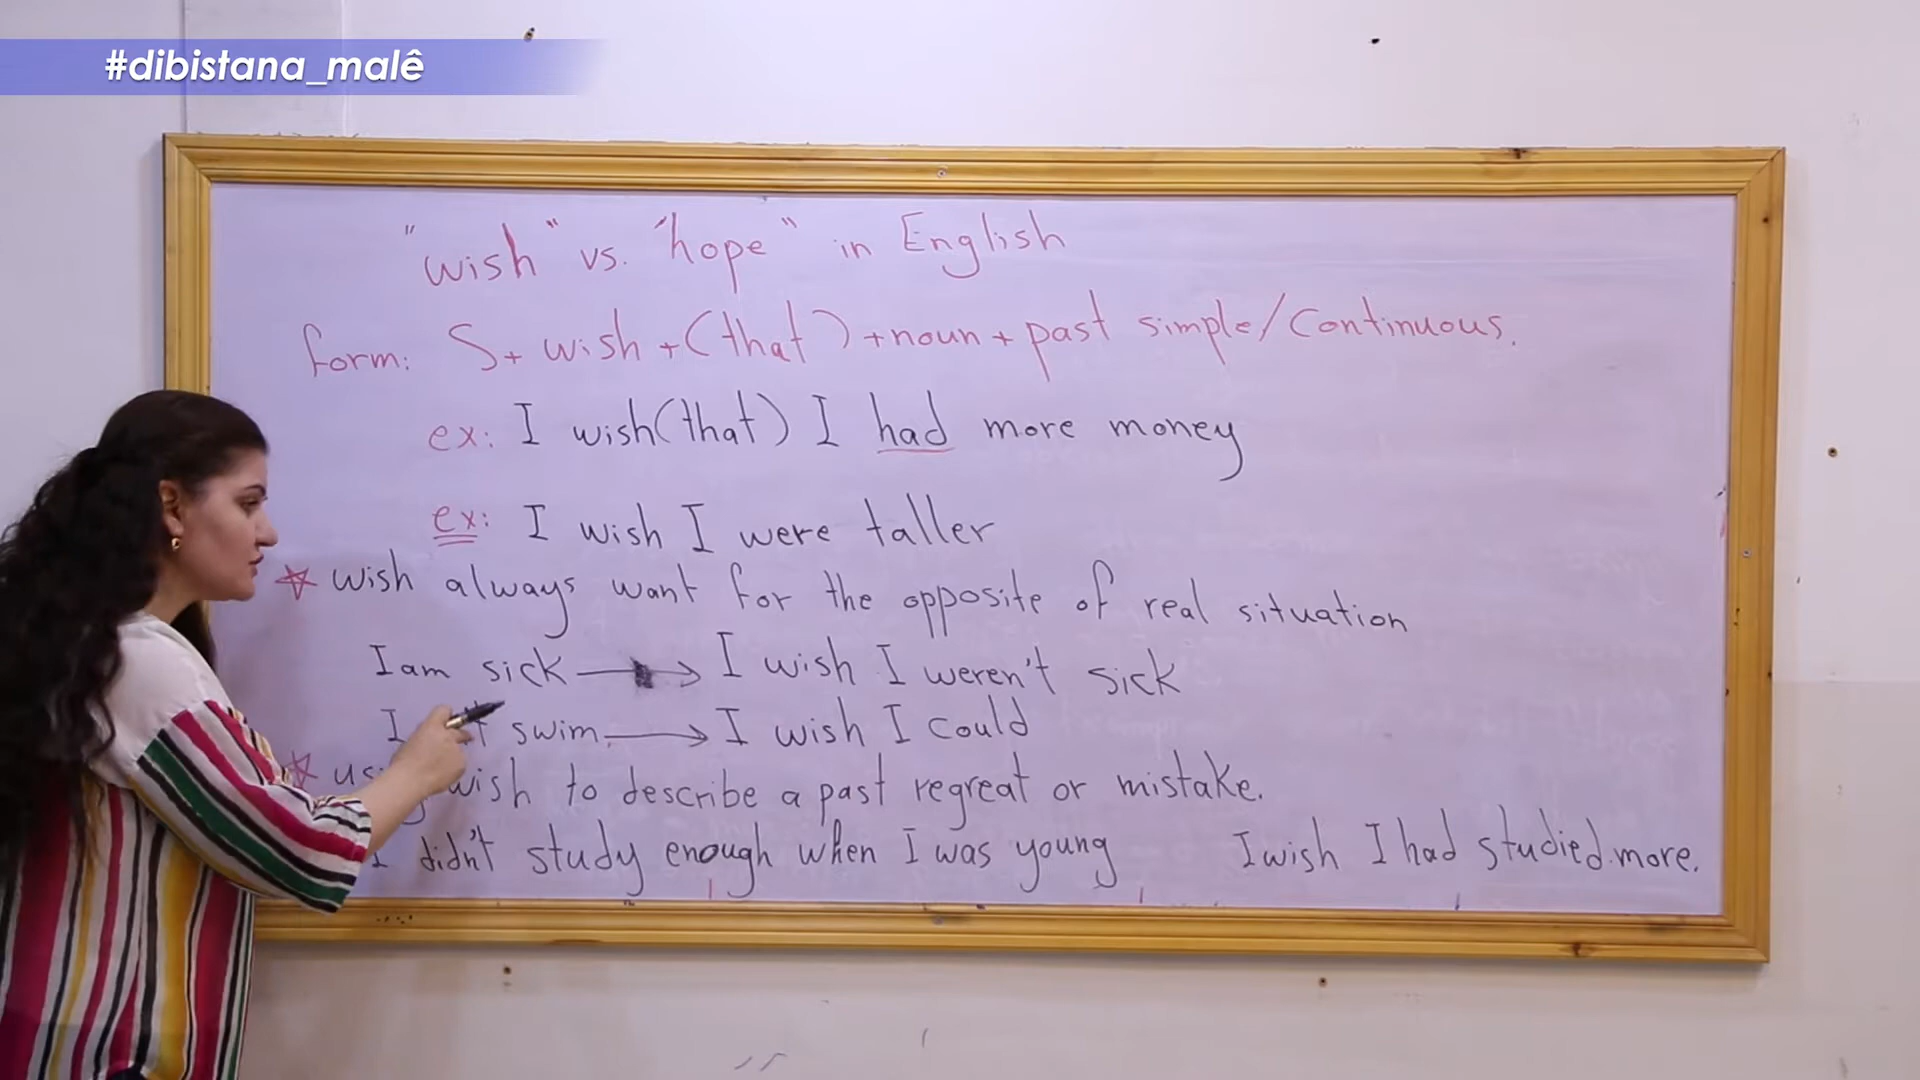 #dibistana_malê
"wish" vs. "hope" in English
form: S+ wish +(that) +noun + past simple/Continuous.
ex: I wish(that) I had more money
ex: I wish I were taller
wish always want for the opposite of real situation
I am sick → I wish I weren't sick
I swim. → I wish I could
wish to describe a past regreat or mistake.
I didn't study enough when I was young I wish I had studied.more.